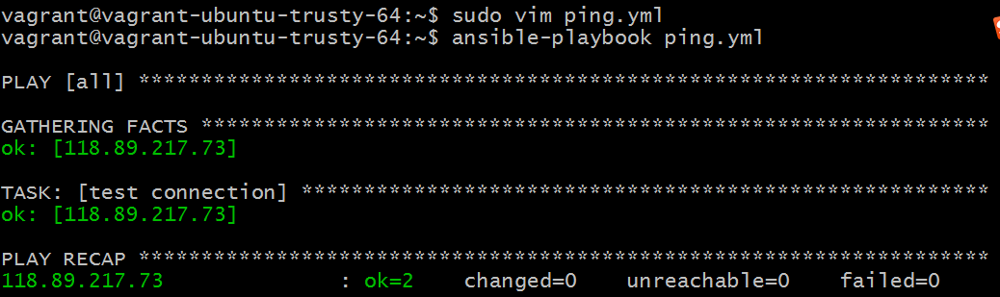 vagrant@vagrant-ubuntu-trusty-64:~$ sudo vim ping.yml
vagrant@vagrant-ubuntu-trusty-64:~$ ansible-playbook ping.yml
PLAY [all] ********************************************************************
GATHERING FACTS ***************************************************************
ok: [118.89.217.73]
TASK: [test connection] *******************************************************
ok: [118.89.217.73]
PLAY RECAP ********************************************************************
118.89.217.73              : ok=2    changed=0    unreachable=0    failed=0